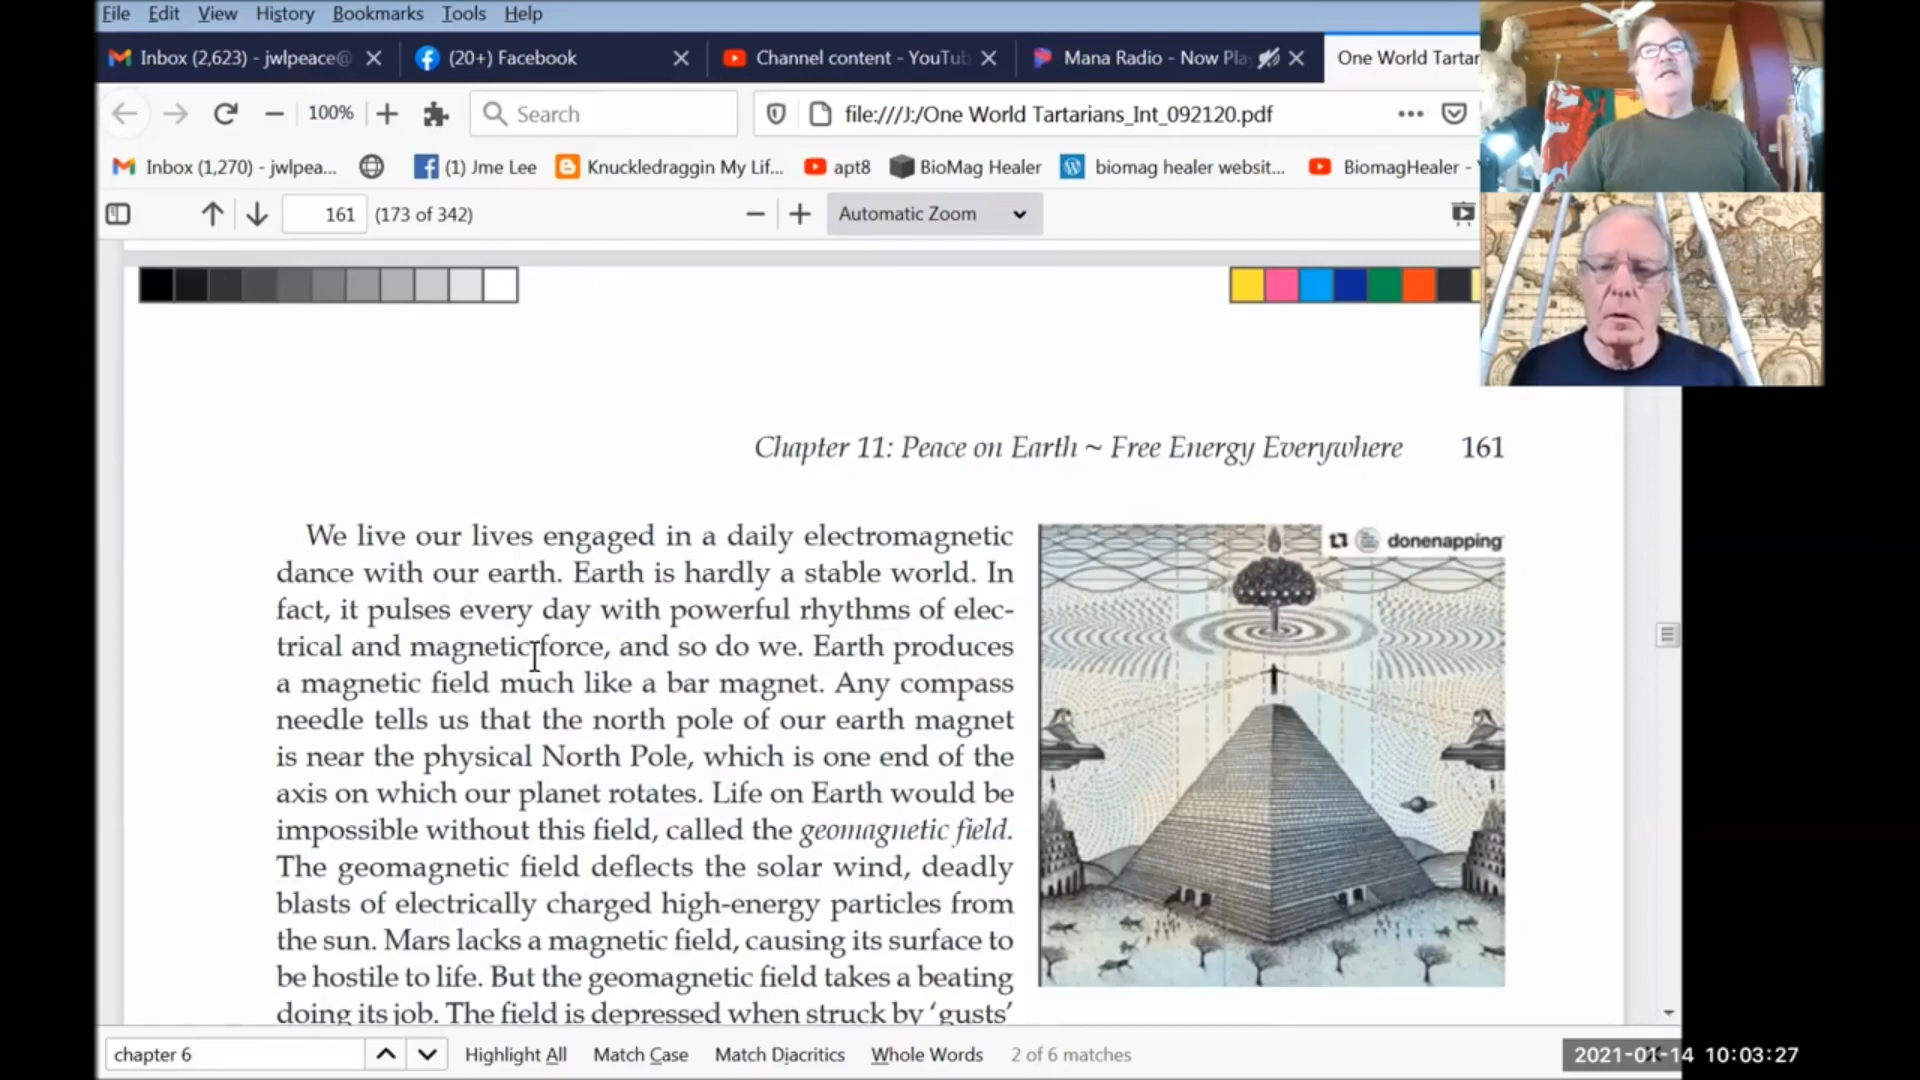 File Edit View History Bookmarks Tools Help
Inbox (2,623) - jwlpeace@
(20+) Facebook
Channel content - YouTub
Mana Radio - Now Pla
One World Tartar
100%
Search
file:///J:/One World Tartarians_Int_092120.pdf
Inbox (1,270) - jwlpea...
(1) Jme Lee
Knuckledraggin My Lif...
apt8
BioMag Healer
biomag healer websit...
BiomagHealer - Y
161 (173 of 342)
Automatic Zoom
Chapter 11: Peace on Earth ~ Free Energy Everywhere 161
We live our lives engaged in a daily electromagnetic
dance with our earth. Earth is hardly a stable world. In
fact, it pulses every day with powerful rhythms of elec-
trical and magnetic force, and so do we. Earth produces
a magnetic field much like a bar magnet. Any compass
needle tells us that the north pole of our earth magnet
is near the physical North Pole, which is one end of the
axis on which our planet rotates. Life on Earth would be
impossible without this field, called the geomagnetic field.
The geomagnetic field deflects the solar wind, deadly
blasts of electrically charged high-energy particles from
the sun. Mars lacks a magnetic field, causing its surface to
be hostile to life. But the geomagnetic field takes a beating
doing its job. The field is depressed when struck by ‘gusts’
donenapping
chapter 6
Highlight All Match Case Match Diacritics Whole Words 2 of 6 matches
2021-01-14 10:03:27